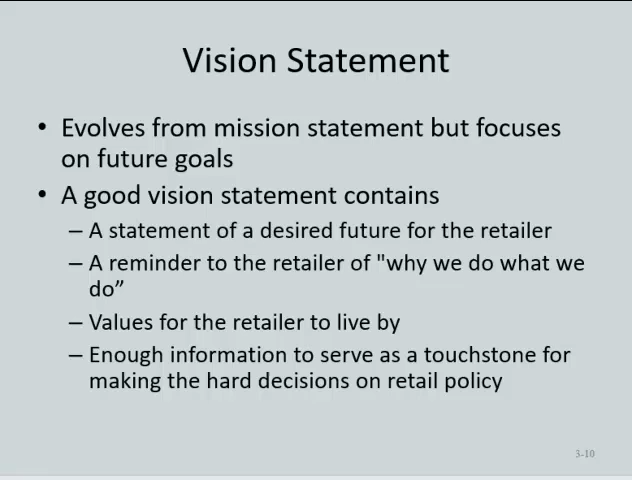 Vision Statement
• Evolves from mission statement but focuses
on future goals
• A good vision statement contains
– A statement of a desired future for the retailer
– A reminder to the retailer of "why we do what we
do”
– Values for the retailer to live by
– Enough information to serve as a touchstone for
making the hard decisions on retail policy
3-10